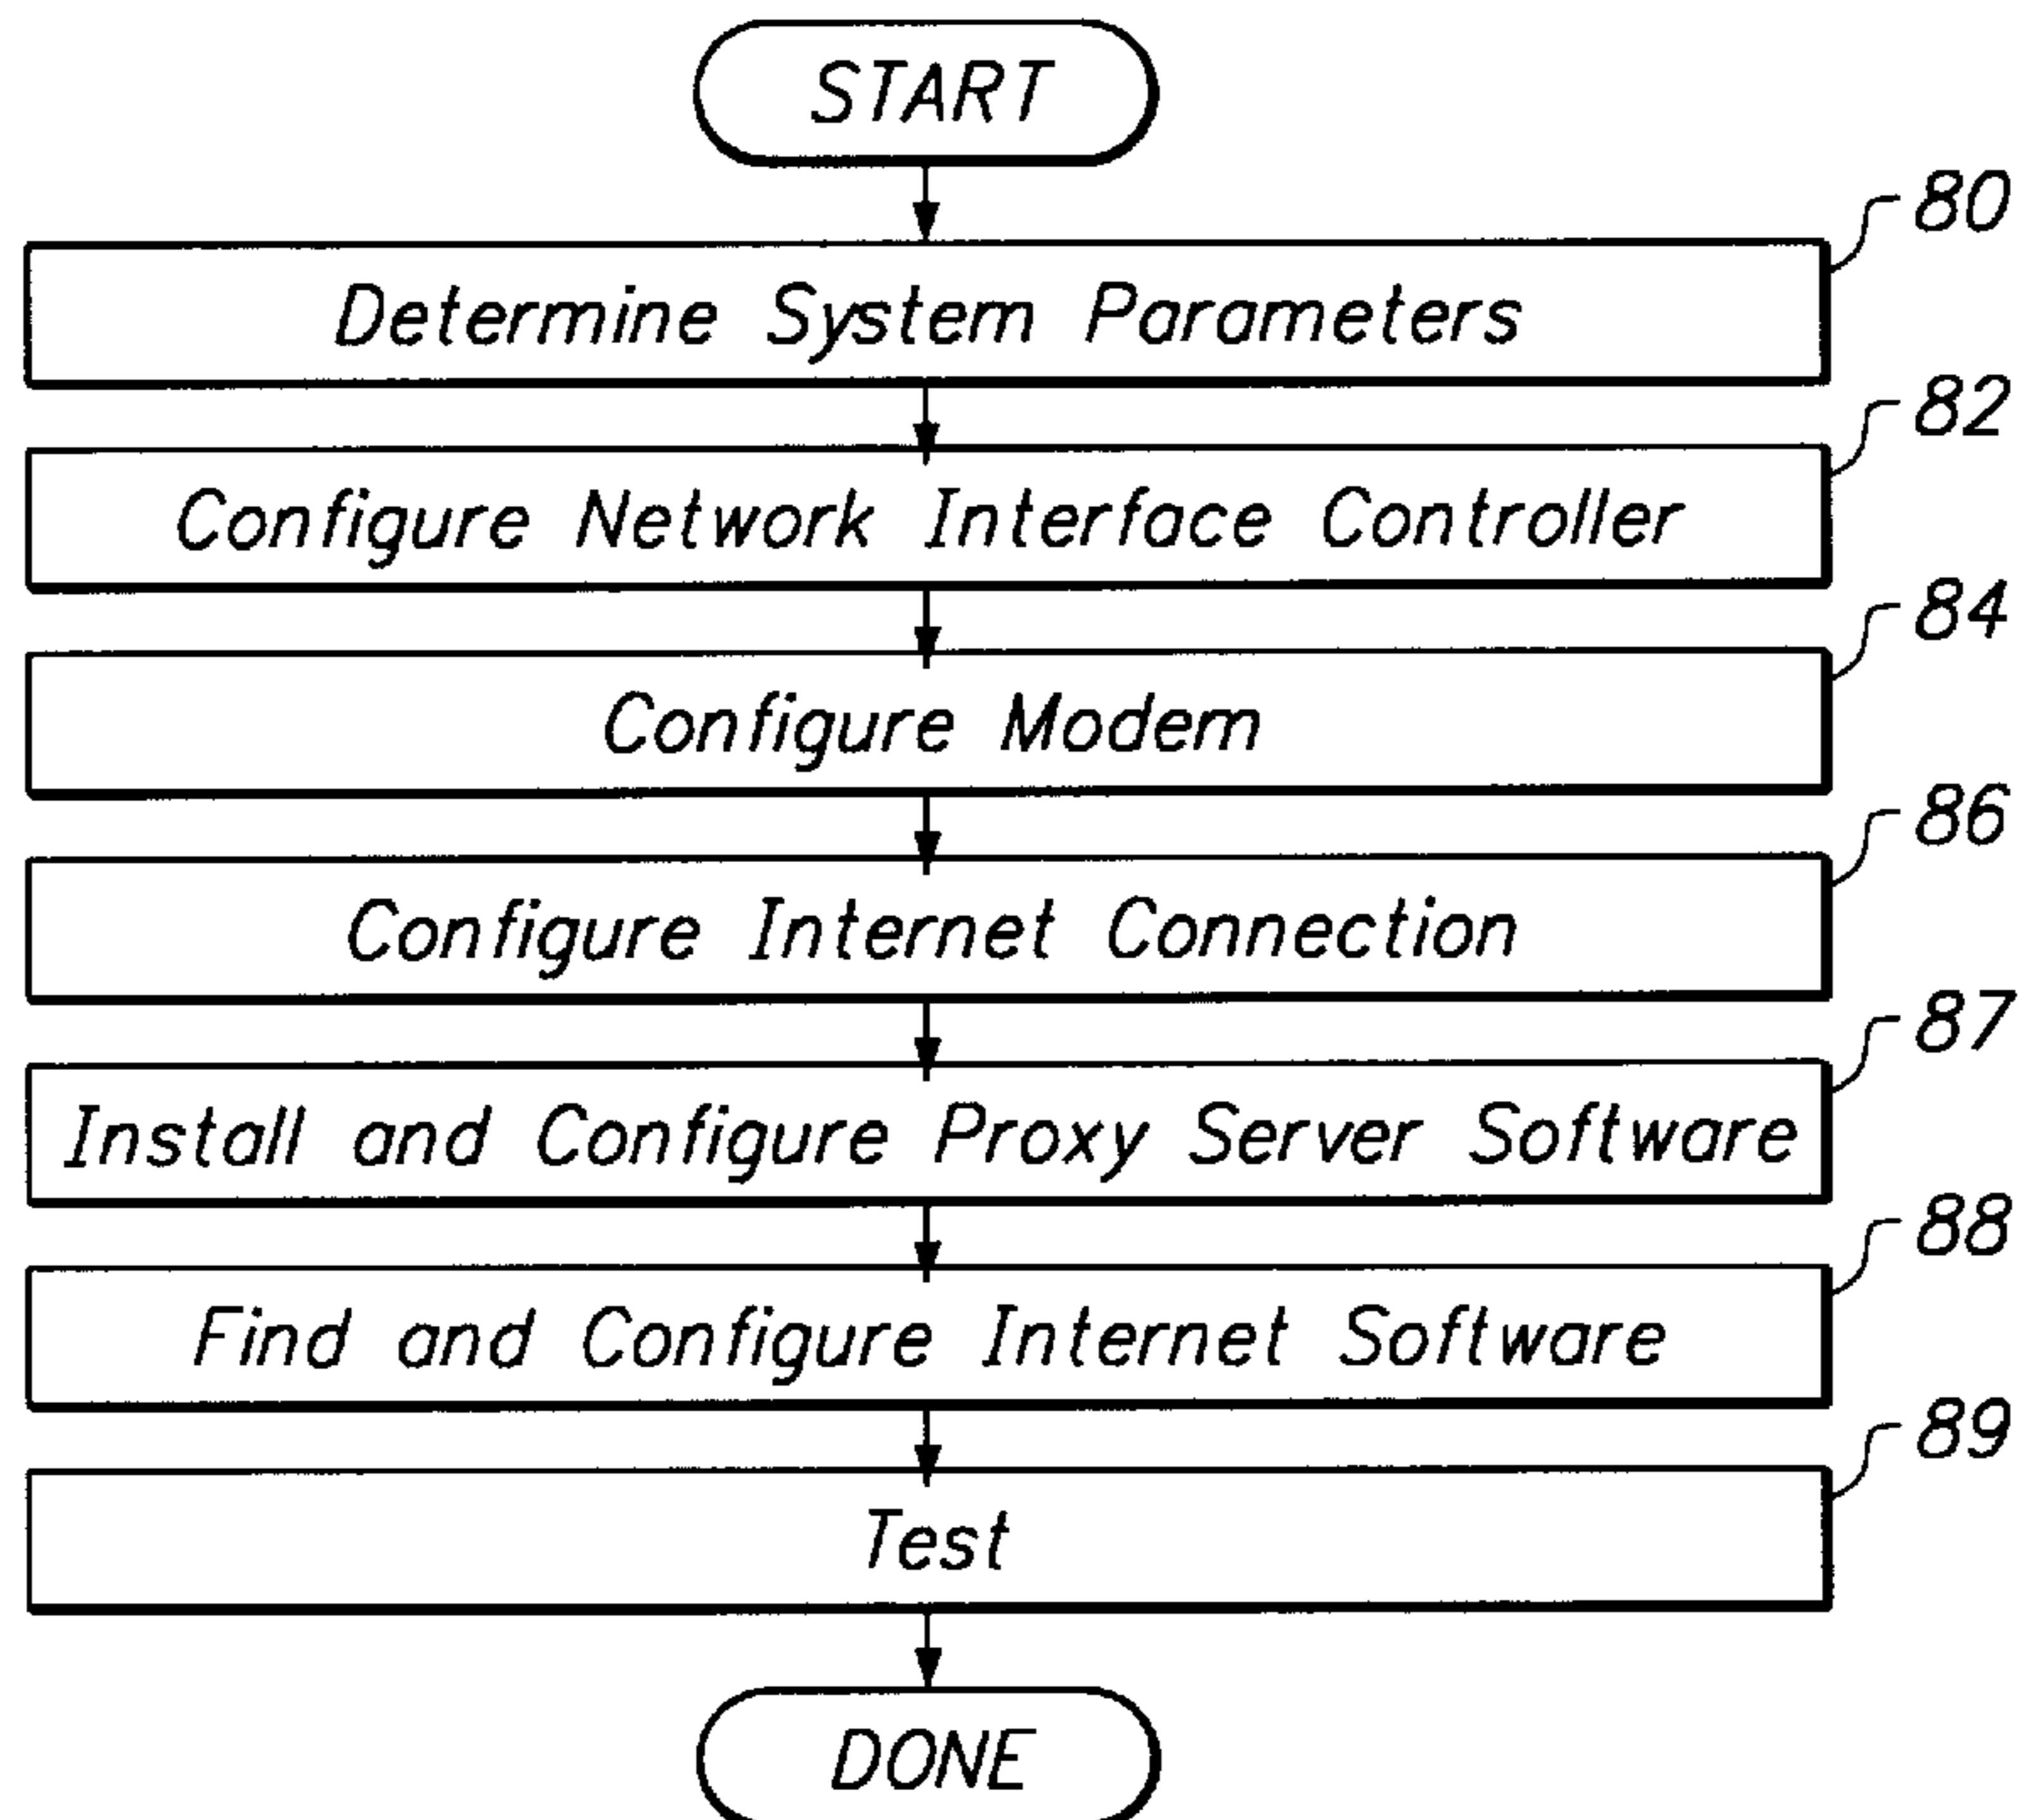 START
80
Determine System Parameters
82
Configure Network Interface Controller
84
Configure Modem
86
Configure Internet Connection
87
Install and Configure Proxy Server Software
88
Find and Configure Internet Software
89
Test
DONE